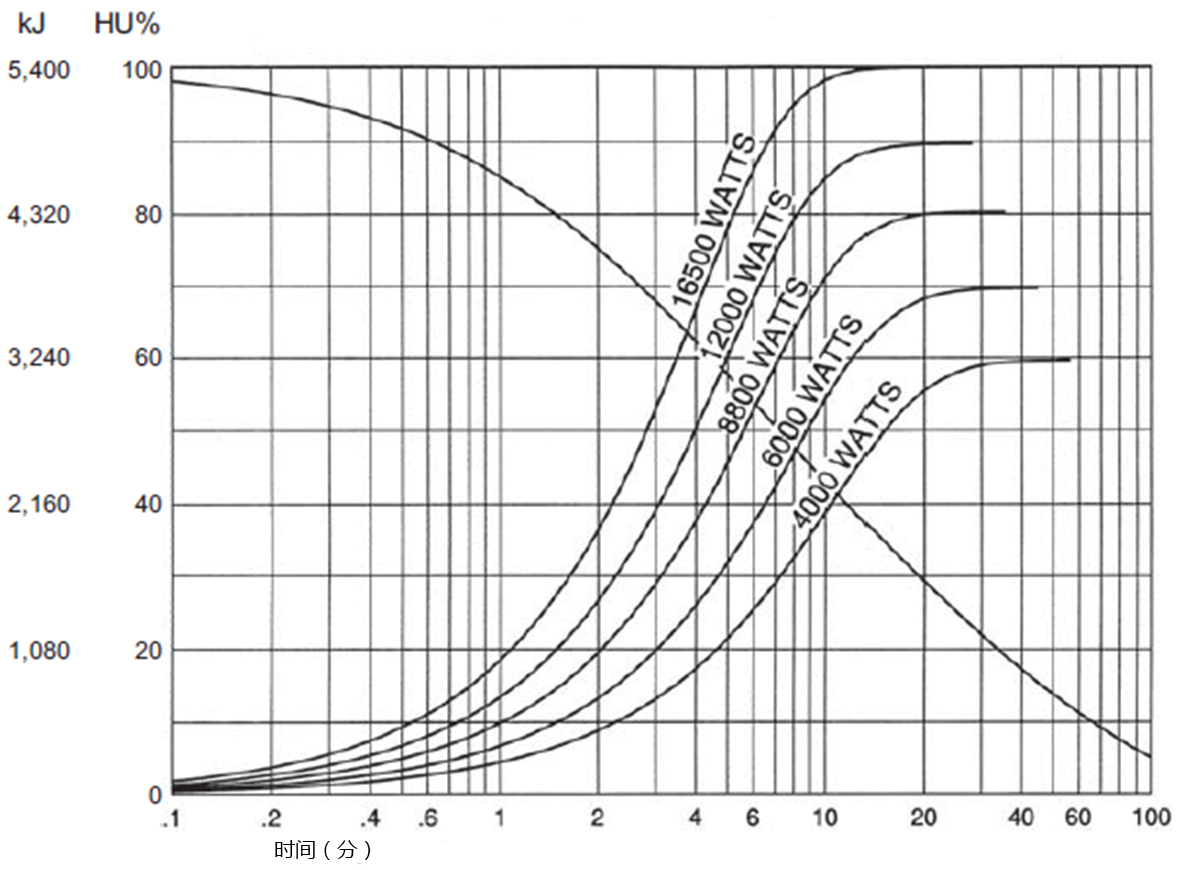 kJ HU%
5,400 100
4,320 80
3,240 60
2,160 40
1,080 20
0
16500 WATTS
12000 WATTS
8800 WATTS
6000 WATTS
4000 WATTS
.1 .2 .4 .6 1 2 4 6 10 20 40 60 100
时间（分）